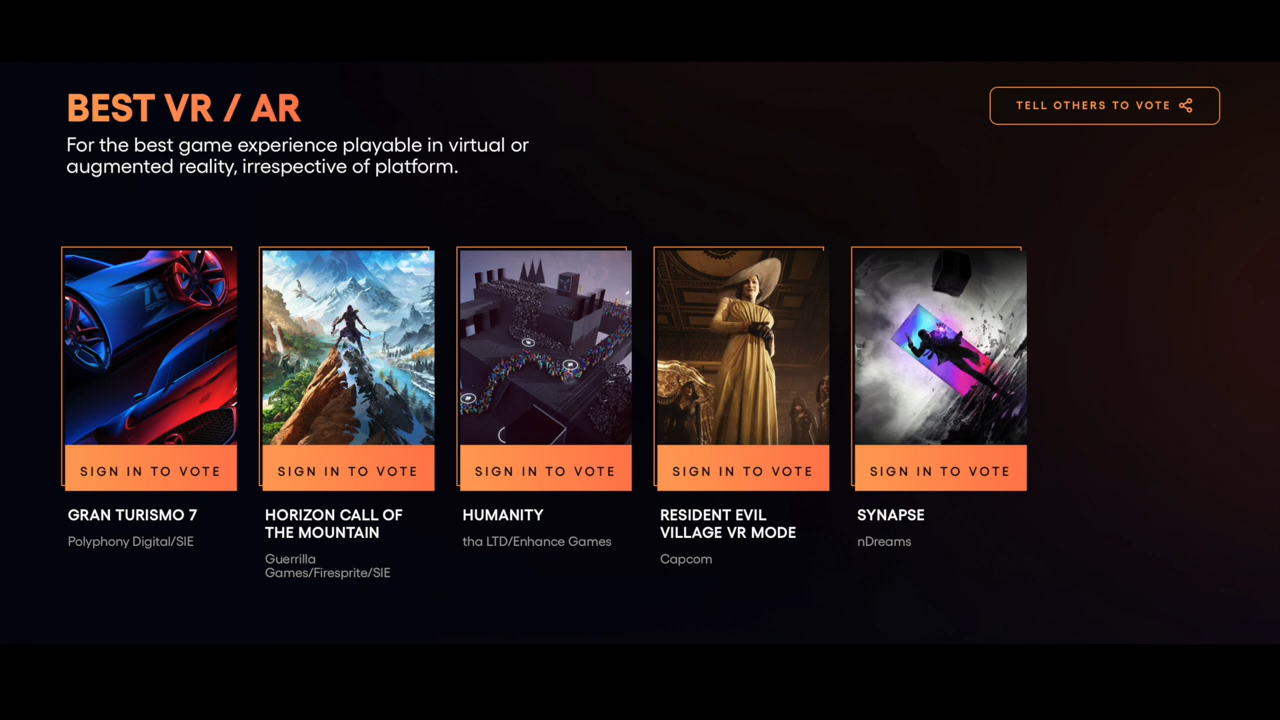 BEST VR / AR
For the best game experience playable in virtual or
augmented reality, irrespective of platform.
TELL OTHERS TO VOTE
SIGN IN TO VOTE
SIGN IN TO VOTE
SIGN IN TO VOTE
SIGN IN TO VOTE
SIGN IN TO VOTE
GRAN TURISMO 7
Polyphony Digital/SIE
HORIZON CALL OF
THE MOUNTAIN
Guerrilla
Games/Firesprite/SIE
HUMANITY
tha LTD/Enhance Games
RESIDENT EVIL
VILLAGE VR MODE
Capcom
SYNAPSE
nDreams